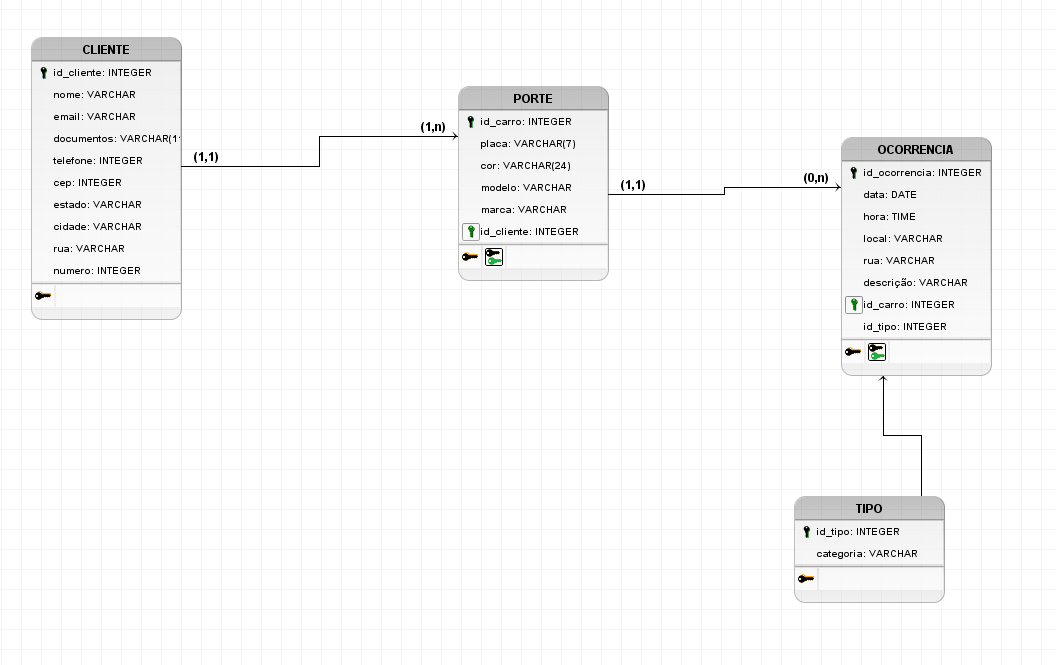 CLIENTE
id_cliente: INTEGER
nome: VARCHAR
email: VARCHAR
documentos: VARCHAR(1
telefone: INTEGER
cep: INTEGER
estado: VARCHAR
cidade: VARCHAR
rua: VARCHAR
numero: INTEGER
(1,1)
(1,n)
PORTE
id_carro: INTEGER
placa: VARCHAR(7)
cor: VARCHAR(24)
modelo: VARCHAR
marca: VARCHAR
id_cliente: INTEGER
(1,1)
(0,n)
OCORRENCIA
id_ocorrencia: INTEGER
data: DATE
hora: TIME
local: VARCHAR
rua: VARCHAR
descrição: VARCHAR
id_carro: INTEGER
id_tipo: INTEGER
TIPO
id_tipo: INTEGER
categoria: VARCHAR